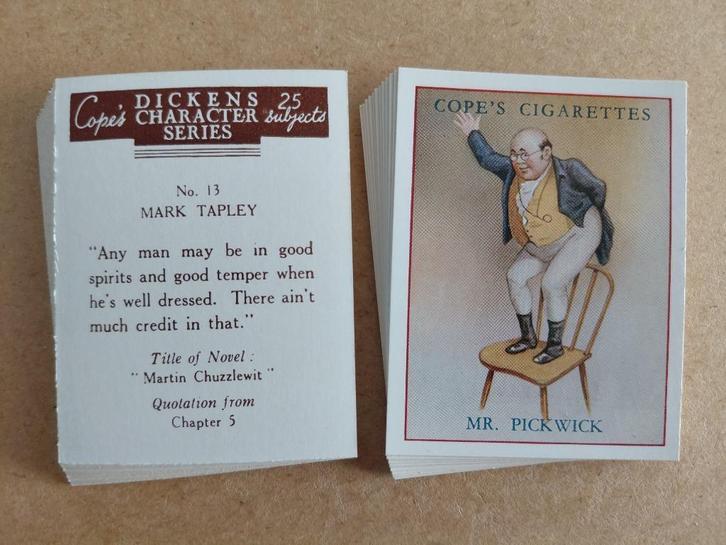 Cope's DICKENS CHARACTER SERIES 25 subjects
No. 13
MARK TAPLEY
"Any man may be in good
spirits and good temper when
he's well dressed. There ain't
much credit in that."
Title of Novel :
"Martin Chuzzlewit"
Quotation from
Chapter 5
COPE'S CIGARETTES
MR. PICKWICK